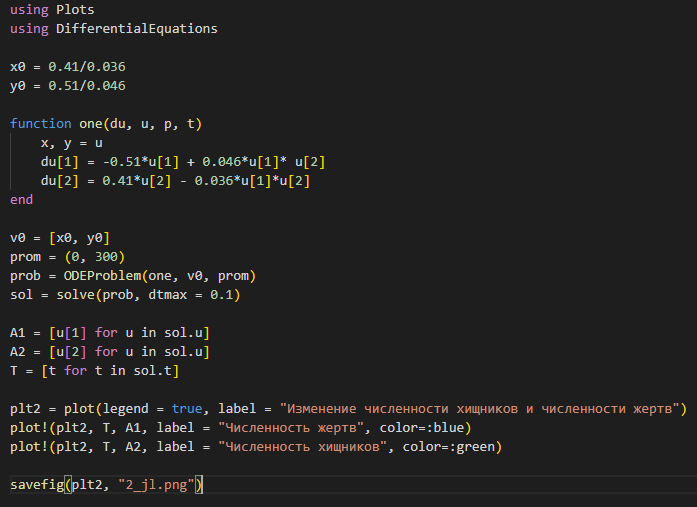 using Plots
using DifferentialEquations
x0 = 0.41/0.036
y0 = 0.51/0.046
function one(du, u, p, t)
x, y = u
du[1] = -0.51*u[1] + 0.046*u[1]* u[2]
du[2] = 0.41*u[2] - 0.036*u[1]*u[2]
end
v0 = [x0, y0]
prom = (0, 300)
prob = ODEProblem(one, v0, prom)
sol = solve(prob, dtmax = 0.1)
A1 = [u[1] for u in sol.u]
A2 = [u[2] for u in sol.u]
T = [t for t in sol.t]
plt2 = plot(legend = true, label = "Изменение численности хищников и численности жертв")
plot!(plt2, T, A1, label = "Численность жертв", color=:blue)
plot!(plt2, T, A2, label = "Численность хищников", color=:green)
savefig(plt2, "2_jl.png")